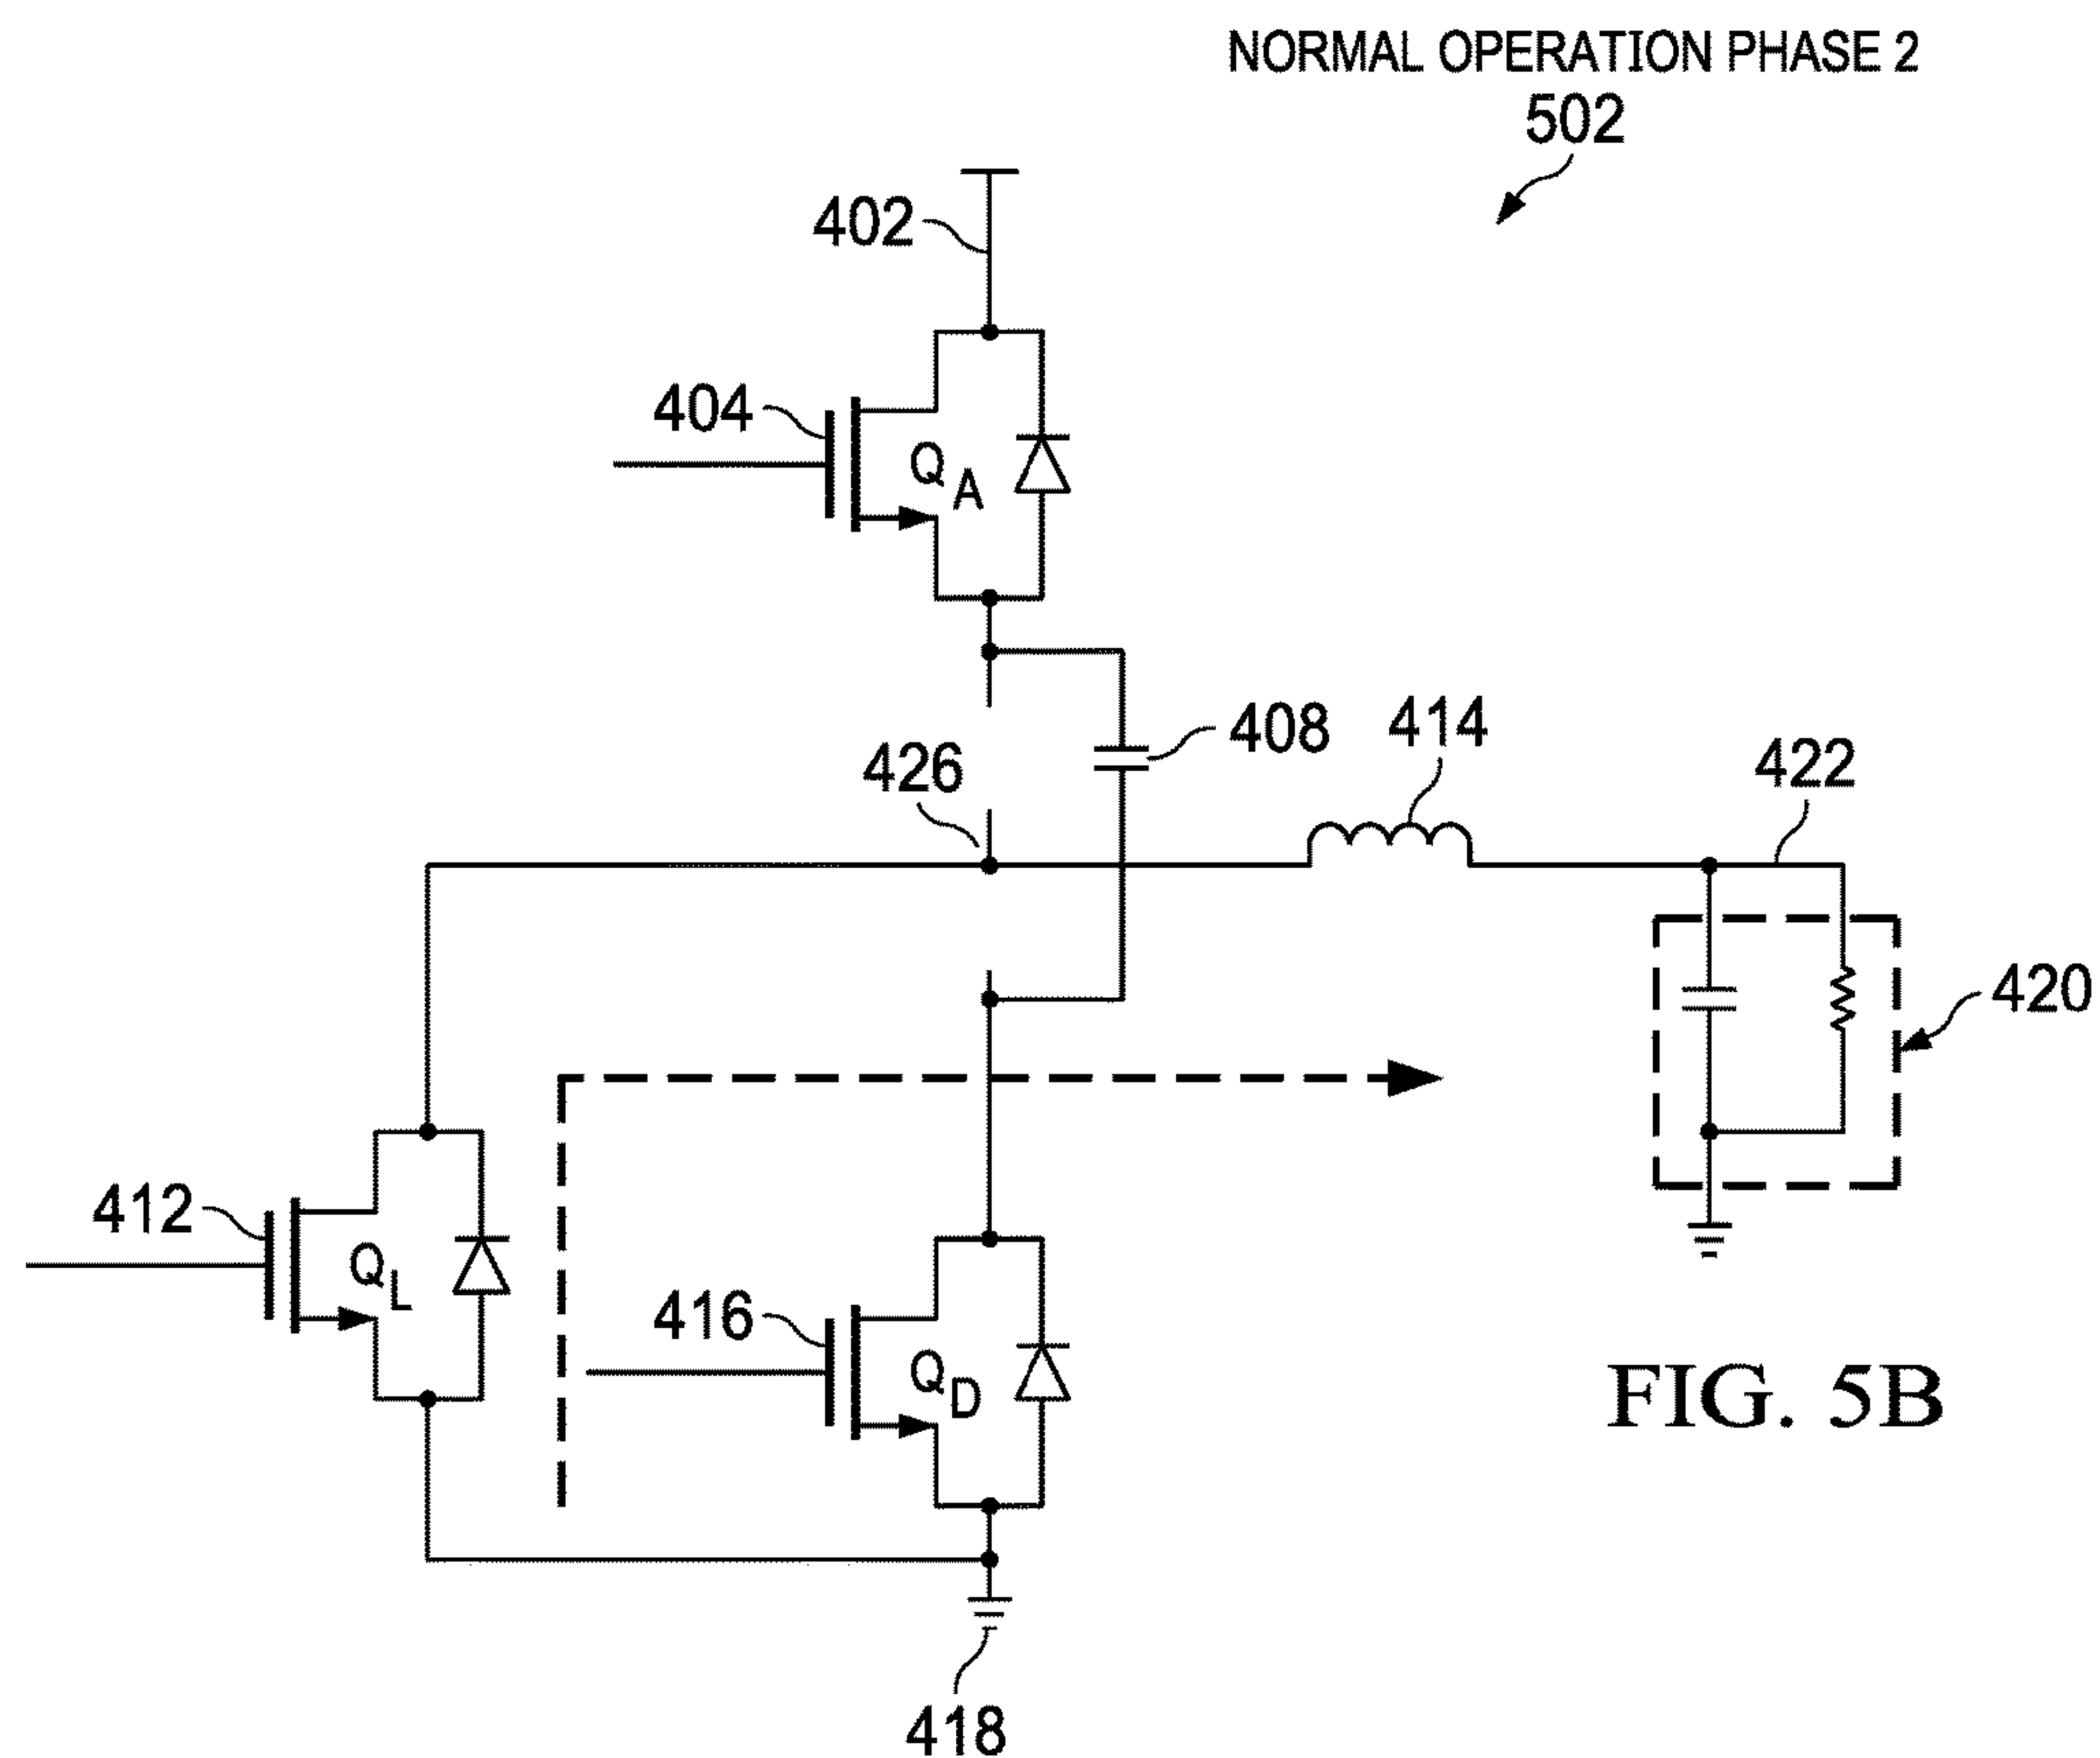 NORMAL OPERATION PHASE 2
502
402
404
Q A
408
414
426
422
420
412
Q L
416
Q D
FIG. 5B
418